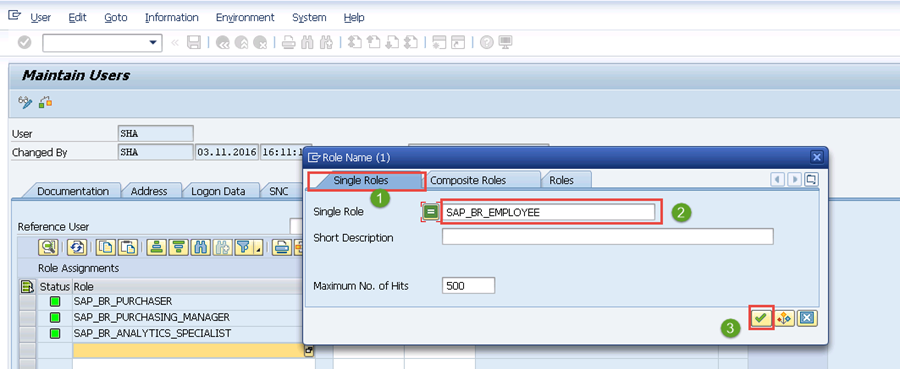 User Edit Goto Information Environment System Help
Maintain Users
User SHA
Changed By SHA 03.11.2016 16:11:1
Role Name (1)
Documentation Address Logon Data SNC
Single Roles Composite Roles Roles
1
Single Role = SAP_BR_EMPLOYEE 2
Reference User
Short Description
Role Assignments
Maximum No. of Hits 500
Status Role
SAP_BR_PURCHASER
SAP_BR_PURCHASING_MANAGER
SAP_BR_ANALYTICS_SPECIALIST
3